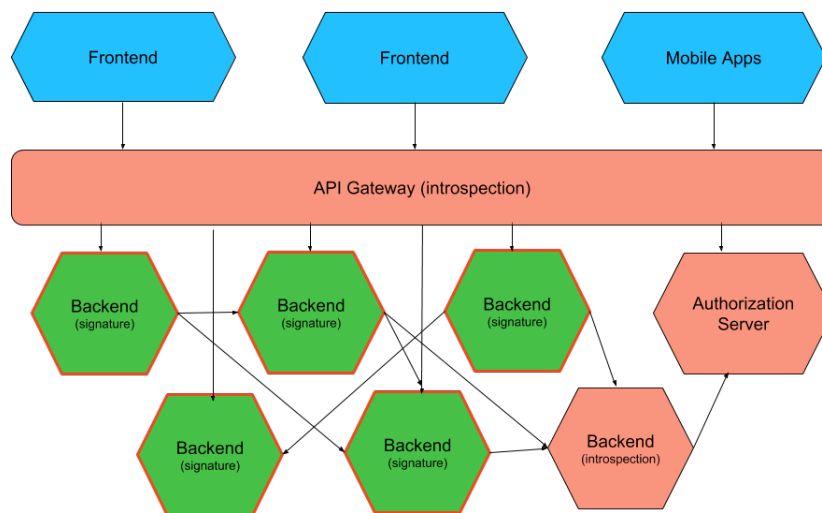 Frontend
Frontend
Mobile Apps
API Gateway (introspection)
Backend
(signature)
Backend
(signature)
Backend
(signature)
Authorization
Server
Backend
(signature)
Backend
(signature)
Backend
(introspection)